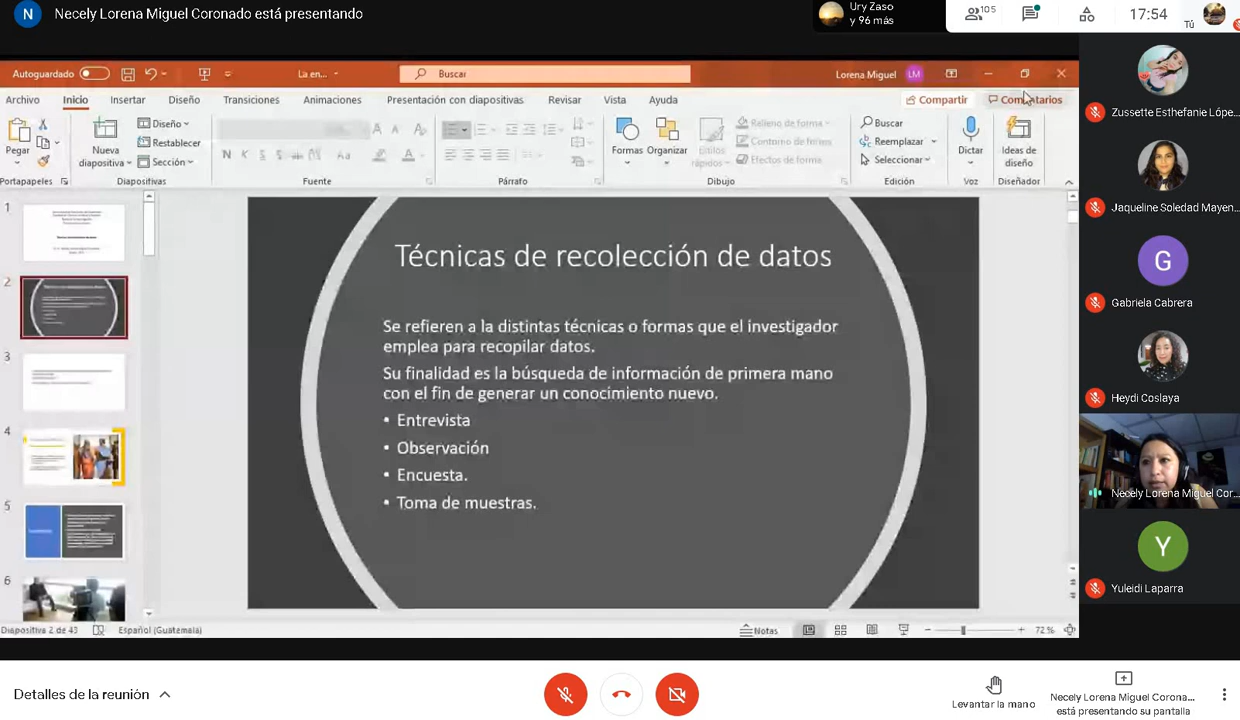 N Necely Lorena Miguel Coronado está presentando
Ury Zaso
y 96 más
105
17:54
Tú
Autoguardado
La en...
Buscar
Lorena Miguel LM
Archivo Inicio Insertar Diseño Transiciones Animaciones Presentación con diapositivas Revisar Vista Ayuda
Compartir Comentarios
Pegar
Nueva
diapositiva
Diseño
Restablecer
Sección
N K S
Aa
A
Formas Organizar
Estilos
rápidos
Relleno de forma
Contorno de forma
Efectos de forma
Buscar
Reemplazar
Seleccionar
Dictar
Ideas de
diseño
Portapapeles Diapositivas Fuente Párrafo Dibujo Edición Voz Diseñador
1
2
3
4
5
6
Técnicas de recolección de datos
Se refieren a la distintas técnicas o formas que el investigador
emplea para recopilar datos.
Su finalidad es la búsqueda de información de primera mano
con el fin de generar un conocimiento nuevo.
• Entrevista
• Observación
• Encuesta.
• Toma de muestras.
Diapositiva 2 de 43 Español (Guatemala) Notas 72 %
Zussette Esthefanie Lópe...
Jaqueline Soledad Mayen...
G
Gabriela Cabrera
Heydi Coslaya
Necely Lorena Miguel Cor...
Y
Yuleidi Laparra
Detalles de la reunión
Levantar la mano
Necely Lorena Miguel Corona...
está presentando su pantalla